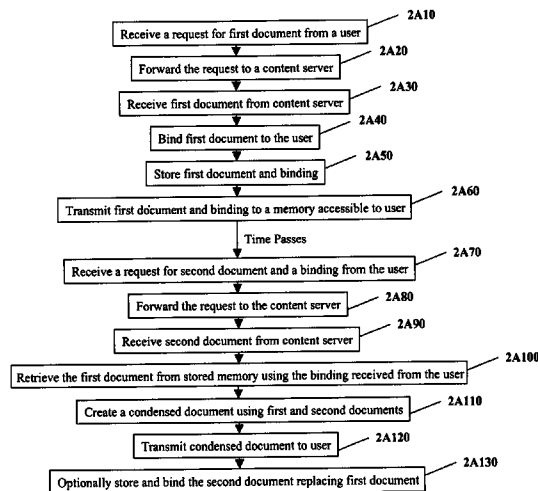 2A10
Receive a request for first document from a user
2A20
Forward the request to a content server
2A30
Receive first document from content server
2A40
Bind first document to the user
2A50
Store first document and binding
2A60
Transmit first document and binding to a memory accessible to user
Time Passes
2A70
Receive a request for second document and a binding from the user
2A80
Forward the request to the content server
2A90
Receive second document from content server
2A100
Retrieve the first document from stored memory using the binding received from the user
2A110
Create a condensed document using first and second documents
2A120
Transmit condensed document to user
2A130
Optionally store and bind the second document replacing first document